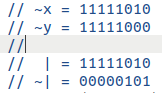 // ~x = 11111010
// ~y = 11111000
//
//  | = 11111010
// ~| = 00000101